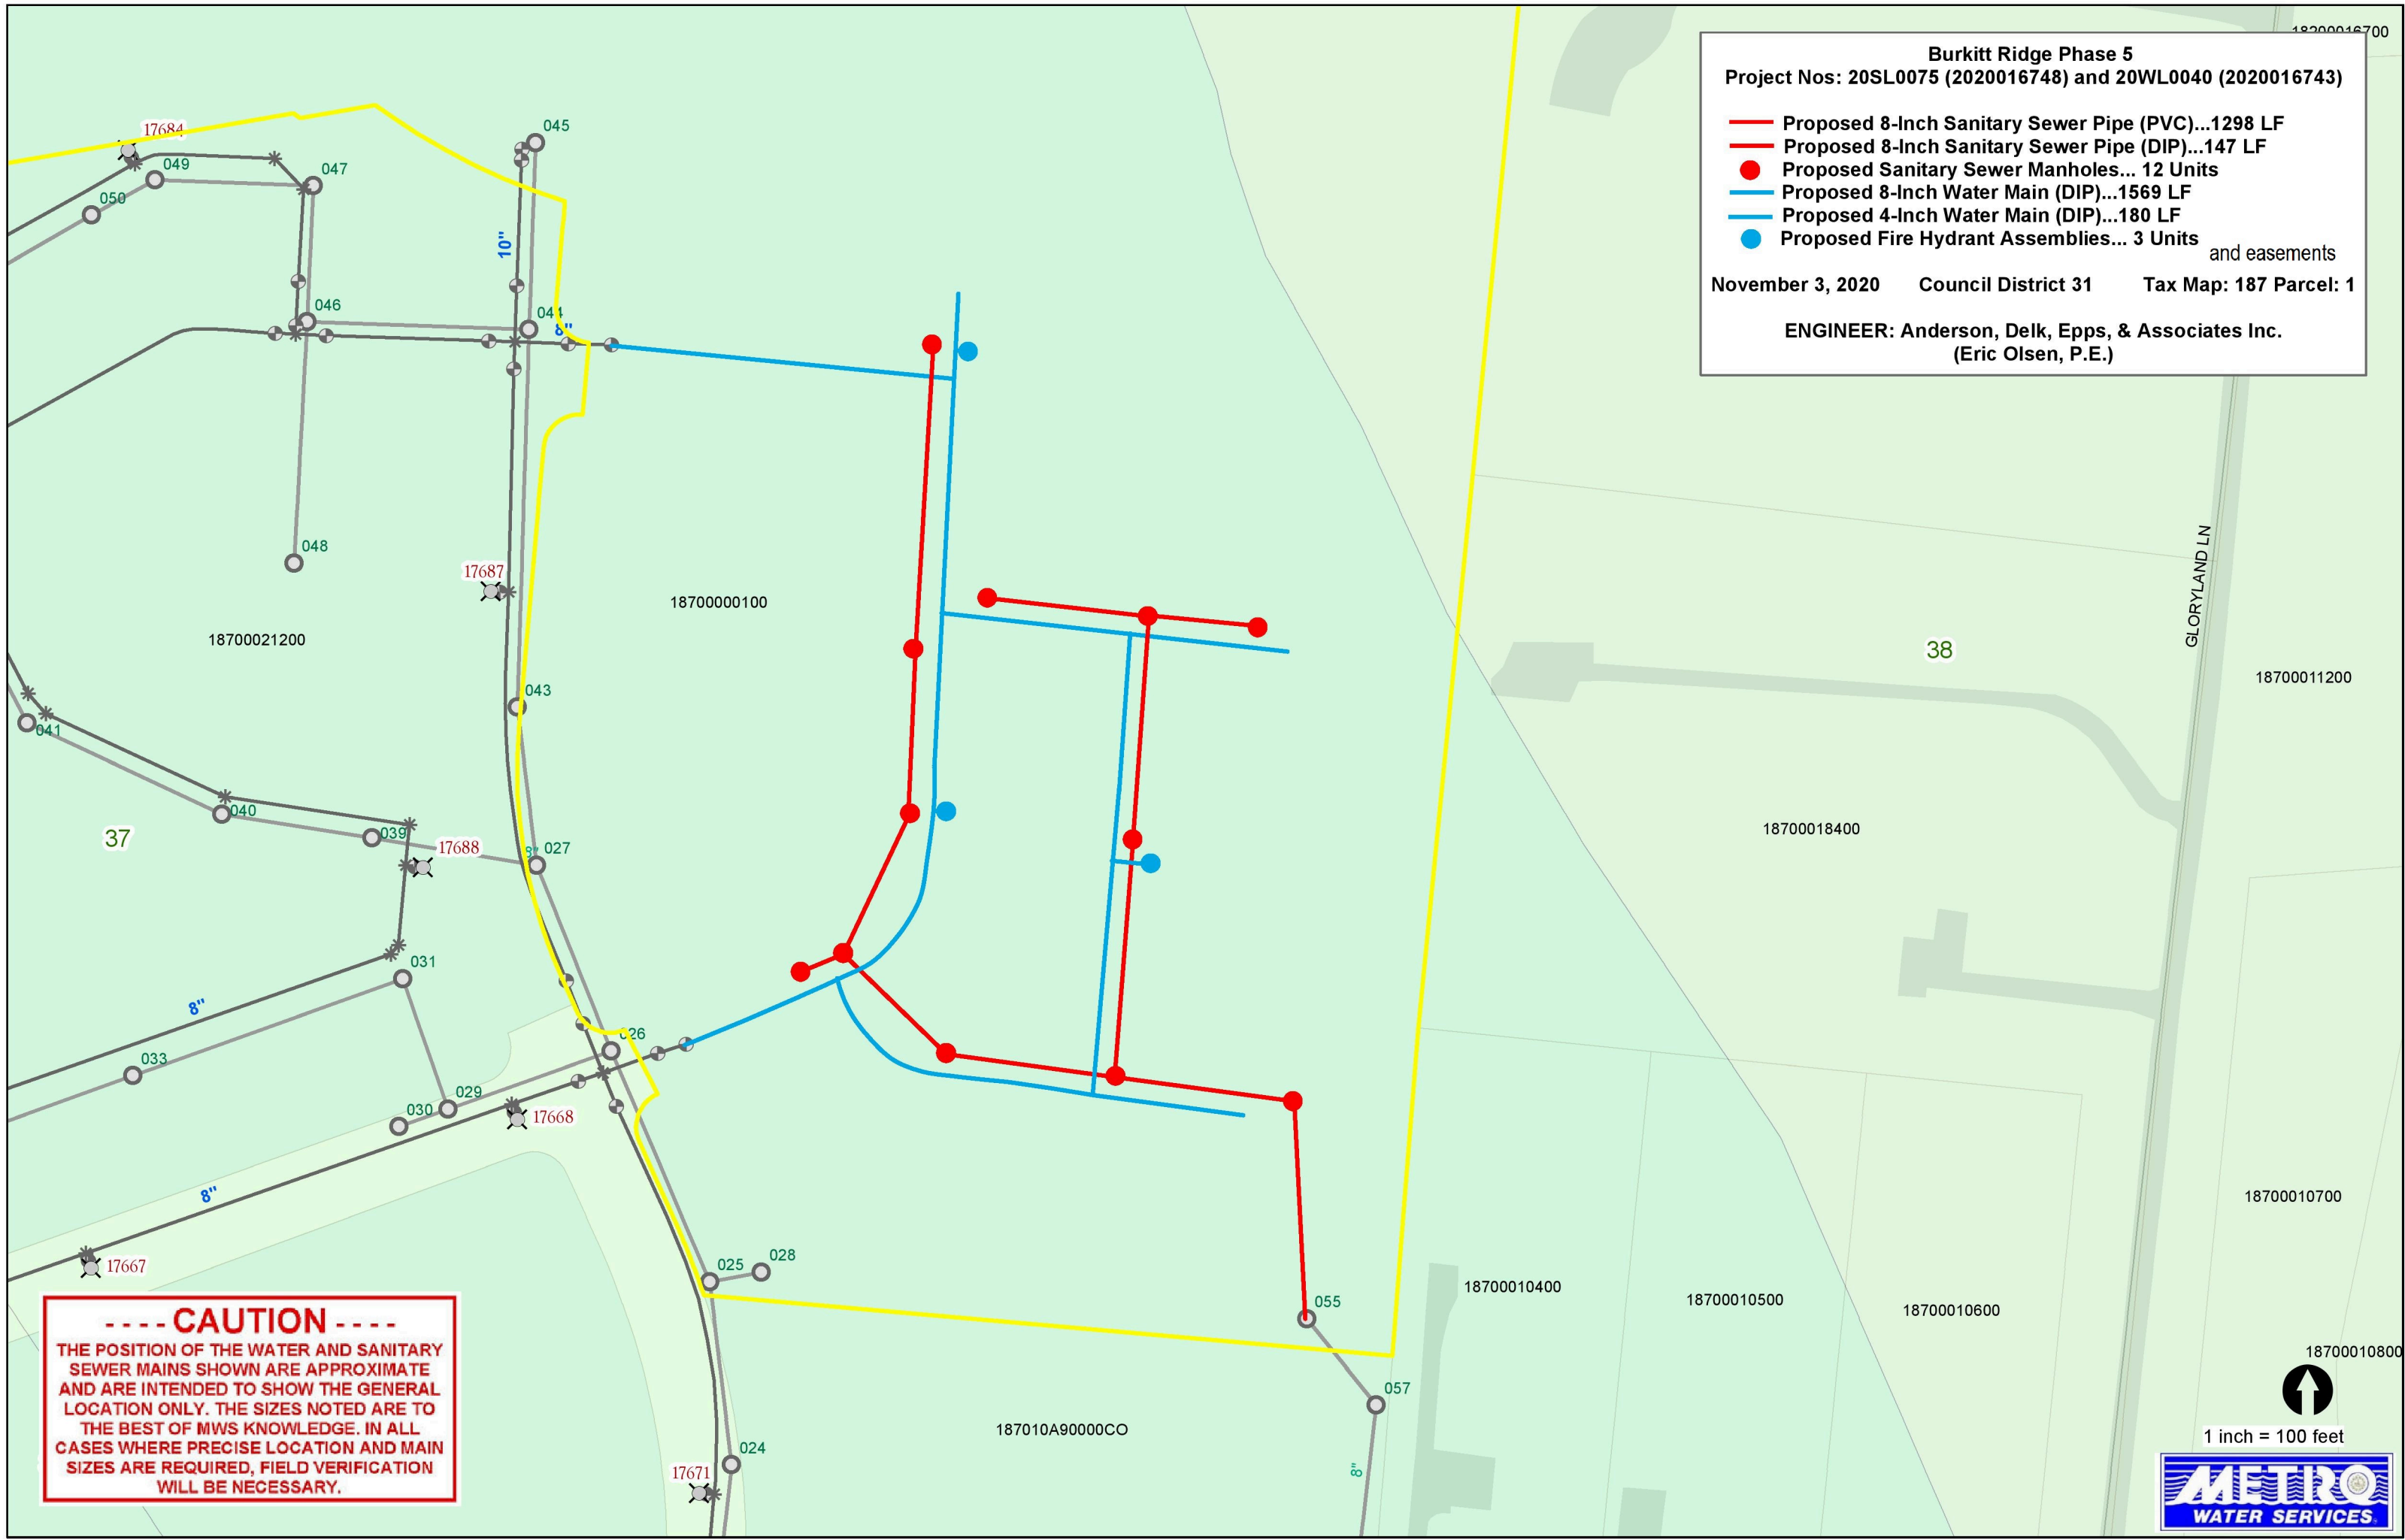 18200016700
Burkitt Ridge Phase 5
Project Nos: 20SL0075 (2020016748) and 20WL0040 (2020016743)
Proposed 8-Inch Sanitary Sewer Pipe (PVC)...1298 LF
Proposed 8-Inch Sanitary Sewer Pipe (DIP)...147 LF
Proposed Sanitary Sewer Manholes... 12 Units
Proposed 8-Inch Water Main (DIP)...1569 LF
Proposed 4-Inch Water Main (DIP)...180 LF
Proposed Fire Hydrant Assemblies... 3 Units
and easements
November 3, 2020 Council District 31 Tax Map: 187 Parcel: 1
ENGINEER: Anderson, Delk, Epps, & Associates Inc.
(Eric Olsen, P.E.)
17684
045
049
047
050
10"
046
044
8"
048
17687
18700000100
18700021200
GLORYLAND LN
38
18700011200
043
041
040
039
37
17688
8"
027
18700018400
031
8"
026
033
029
030
17668
8"
18700010700
17667
025
028
18700010400
18700010500
18700010600
055
18700010800
057
187010A90000CO
024
8"
17671
- - - - CAUTION - - - -
THE POSITION OF THE WATER AND SANITARY
SEWER MAINS SHOWN ARE APPROXIMATE
AND ARE INTENDED TO SHOW THE GENERAL
LOCATION ONLY. THE SIZES NOTED ARE TO
THE BEST OF MWS KNOWLEDGE. IN ALL
CASES WHERE PRECISE LOCATION AND MAIN
SIZES ARE REQUIRED, FIELD VERIFICATION
WILL BE NECESSARY.
1 inch = 100 feet
METRO
WATER SERVICES